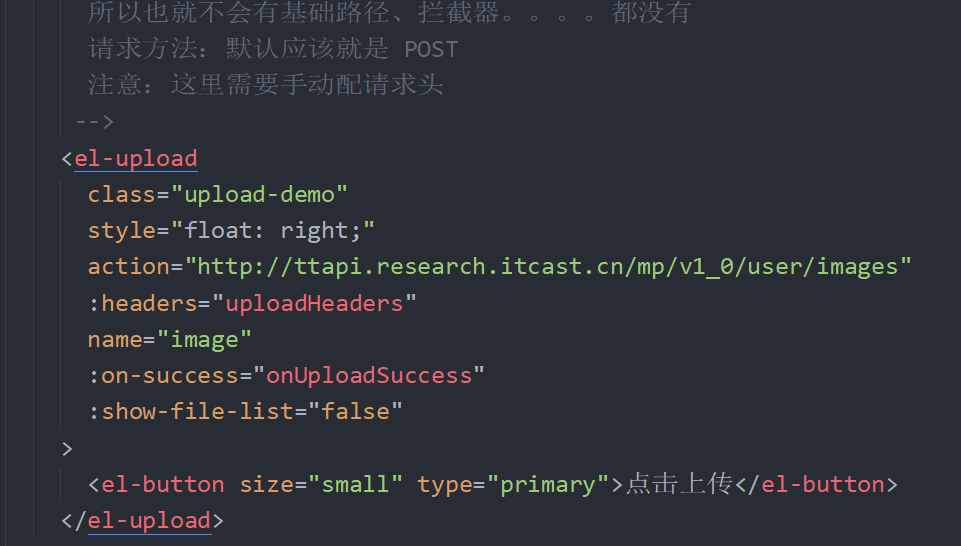 所以也就不会有基础路径、拦截器。。。。都没有
请求方法：默认应该就是 POST
注意：这里需要手动配请求头
-->
<el-upload
class="upload-demo"
style="float: right;"
action="http://ttapi.research.itcast.cn/mp/v1_0/user/images"
:headers="uploadHeaders"
name="image"
:on-success="onUploadSuccess"
:show-file-list="false"
>
<el-button size="small" type="primary">点击上传</el-button>
</el-upload>